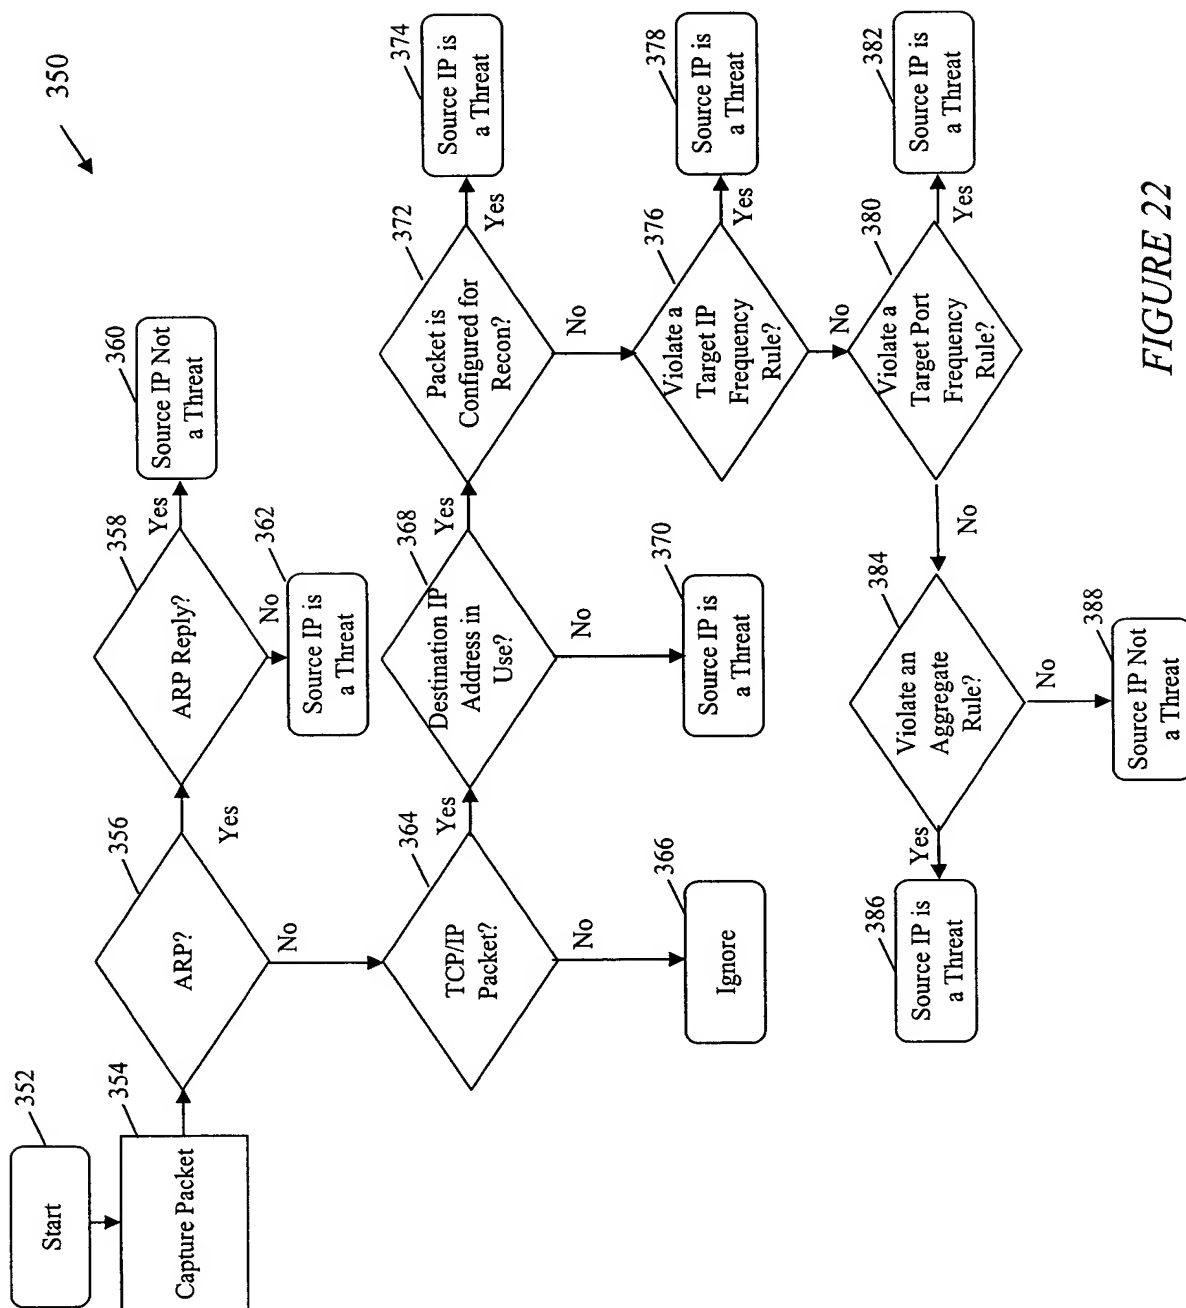 350
352
Start
354
Capture Packet
356
ARP?
Yes
No
358
ARP Reply?
Yes
No
360
Source IP Not
a Threat
362
Source IP is
a Threat
364
TCP/IP
Packet?
Yes
No
366
Ignore
368
Destination IP
Address in
Use?
Yes
No
370
Source IP is
a Threat
372
Packet is
Configured for
Recon?
Yes
No
374
Source IP is
a Threat
376
Violate a
Target IP
Frequency
Rule?
Yes
No
378
Source IP is
a Threat
380
Violate a
Target Port
Frequency
Rule?
Yes
No
382
Source IP is
a Threat
384
Violate an
Aggregate
Rule?
Yes
No
386
Source IP is
a Threat
388
Source IP Not
a Threat
FIGURE 22